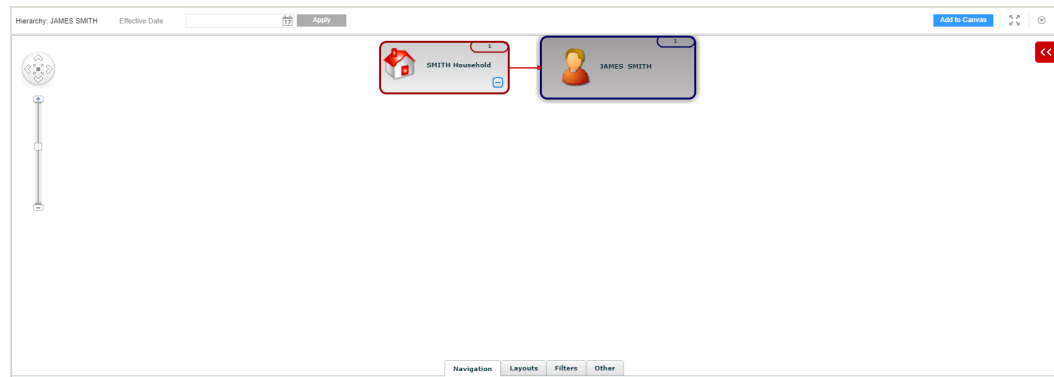 Hierarchy: JAMES SMITH Effective Date 17 Apply Add to Canvas
1
SMITH Household
1
JAMES SMITH
<<
Navigation Layouts Filters Other